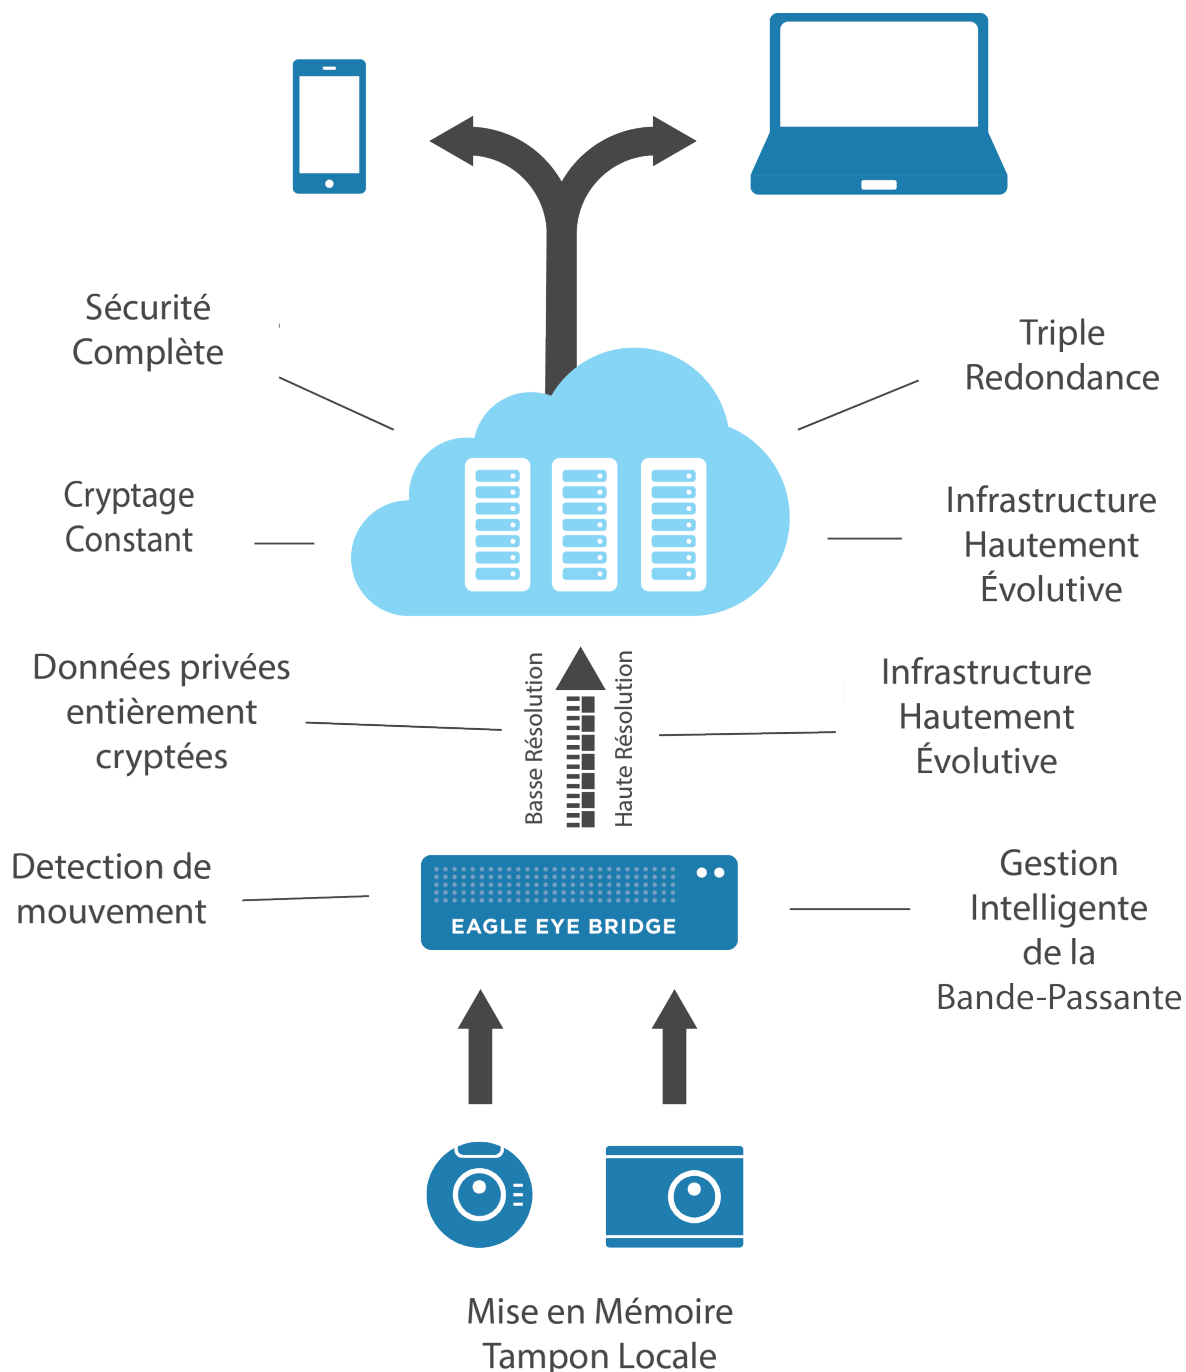 Sécurité
Complète
Triple
Redondance
Cryptage
Constant
Infrastructure
Hautement
Évolutive
Données privées
entièrement
cryptées
Basse Résolution
Haute Résolution
Infrastructure
Hautement
Évolutive
Detection de
mouvement
EAGLE EYE BRIDGE
Gestion
Intelligente
de la
Bande-Passante
Mise en Mémoire
Tampon Locale